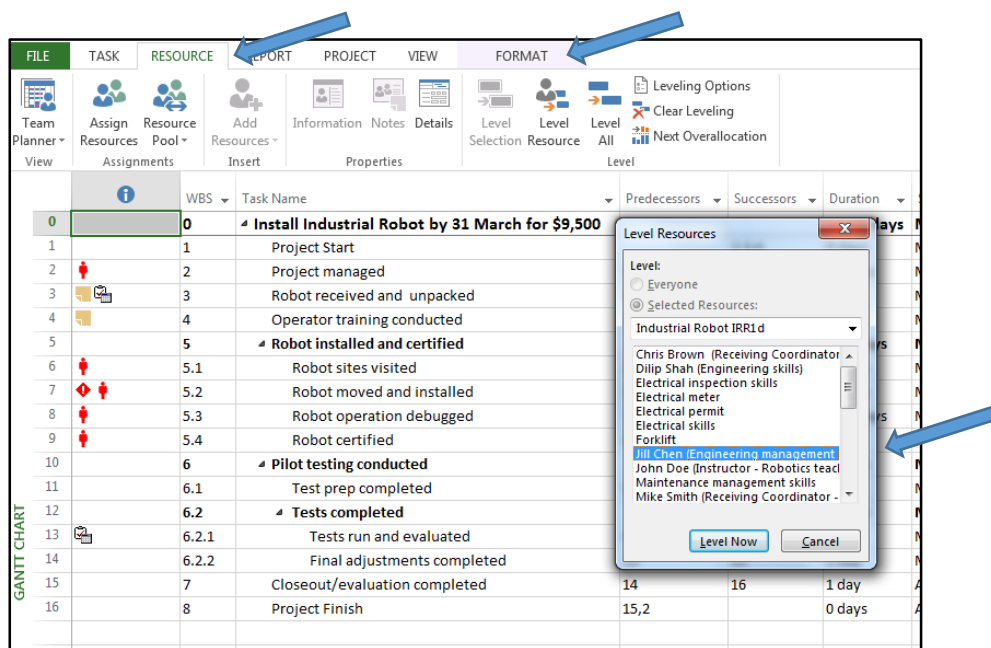 FILE TASK RESOURCE REPORT PROJECT VIEW FORMAT
Team Planner
Assign Resources
Resource Pool
Add Resources
Information
Notes
Details
Level Selection
Level Resource
Level All
Leveling Options
Clear Leveling
Next Overallocation
View Assignments Insert Properties Level
WBS Task Name Predecessors Successors Duration
0 0 Install Industrial Robot by 31 March for $9,500
1 1 Project Start
2 2 Project managed
3 3 Robot received and unpacked
4 4 Operator training conducted
5 5 Robot installed and certified
6 5.1 Robot sites visited
7 5.2 Robot moved and installed
8 5.3 Robot operation debugged
9 5.4 Robot certified
10 6 Pilot testing conducted
11 6.1 Test prep completed
12 6.2 Tests completed
13 6.2.1 Tests run and evaluated
14 6.2.2 Final adjustments completed
15 7 Closeout/evaluation completed 14 16 1 day
16 8 Project Finish 15,2 0 days
GANTT CHART
Level Resources
Level:
Everyone
Selected Resources:
Industrial Robot IRR1d
Chris Brown (Receiving Coordinator
Dilip Shah (Engineering skills)
Electrical inspection skills
Electrical meter
Electrical permit
Electrical skills
Forklift
Jill Chen (Engineering management
John Doe (Instructor - Robotics teac
Maintenance management skills
Mike Smith (Receiving Coordinator -
Level Now Cancel